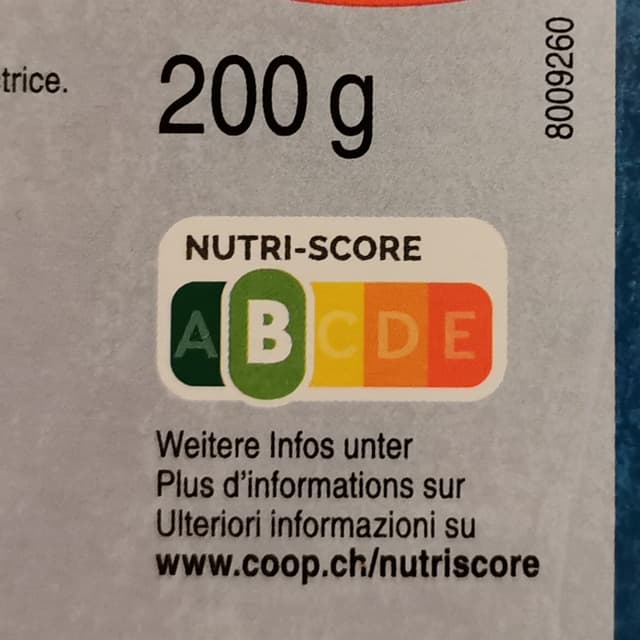 trice.
200 g
8009260
NUTRI-SCORE
A B C D E
Weitere Infos unter
Plus d'informations sur
Ulteriori informazioni su
www.coop.ch/nutriscore